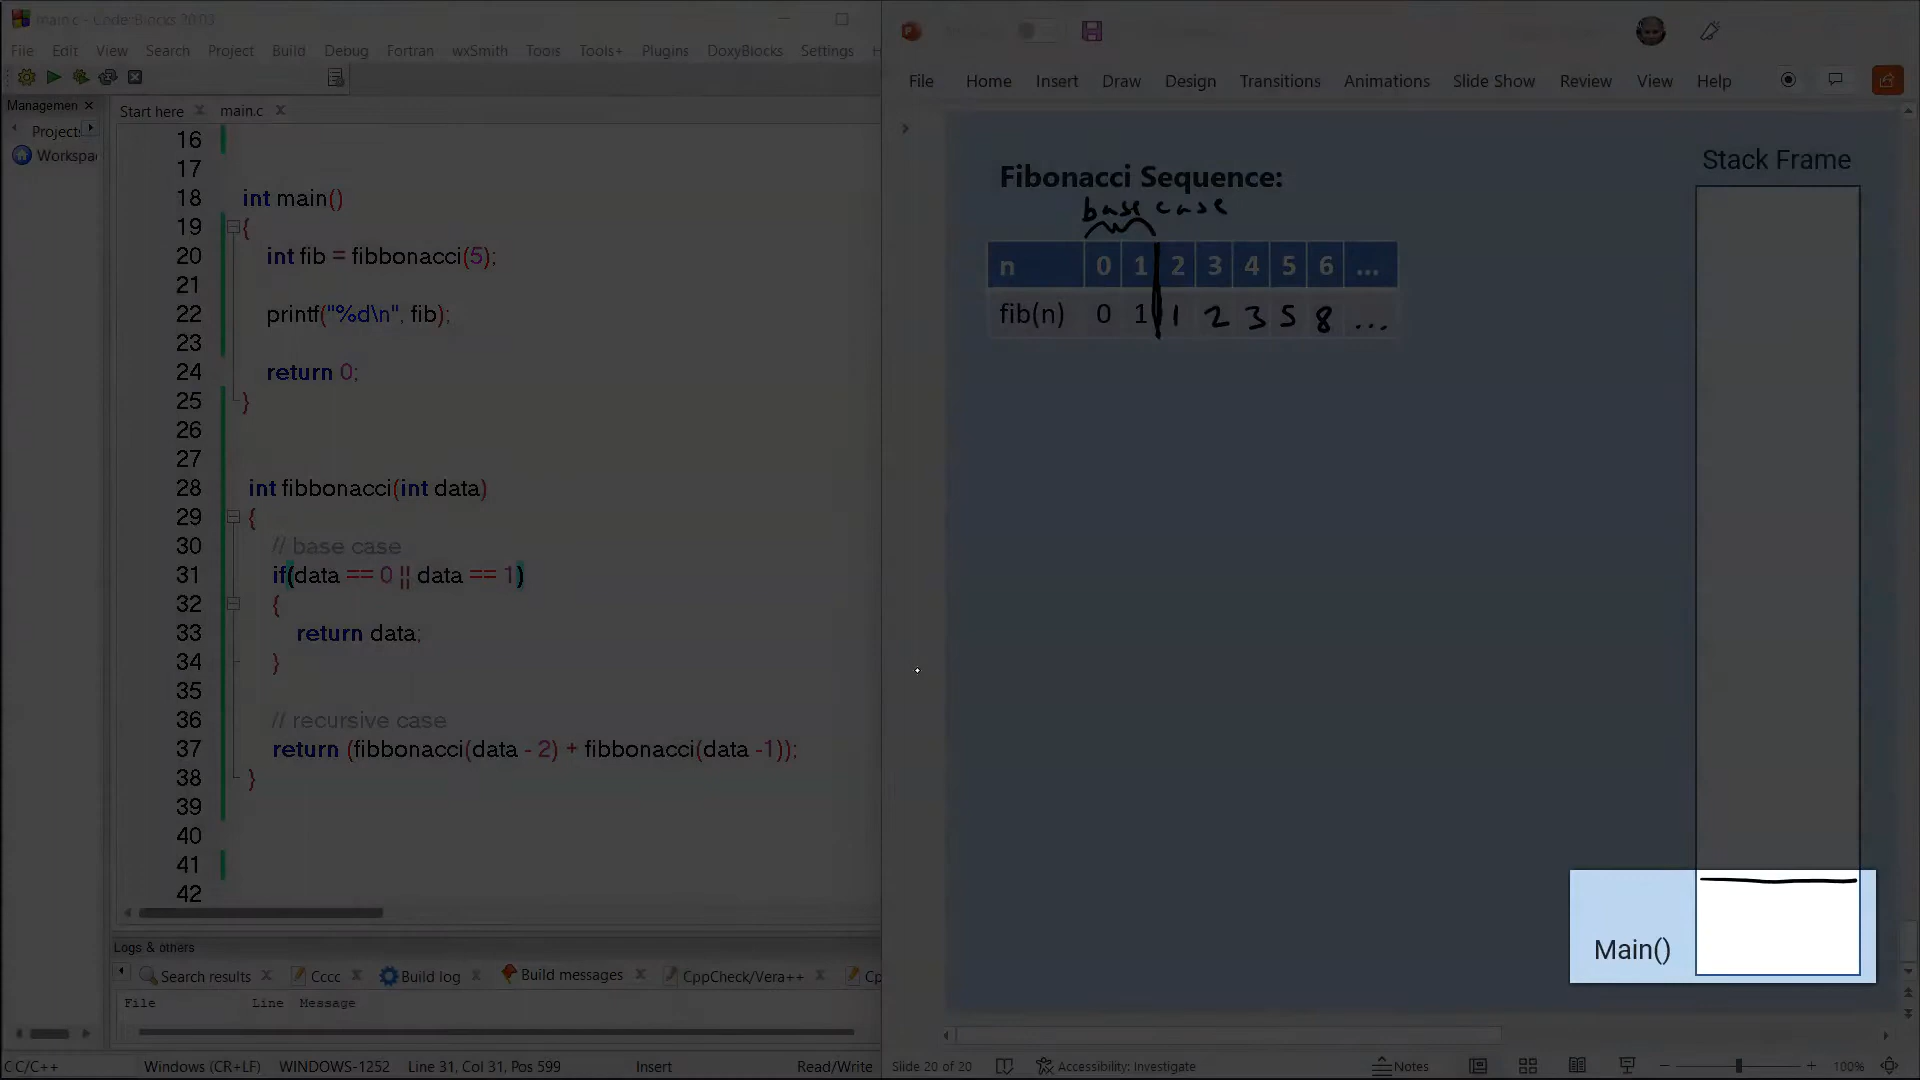 main.c - Code::Blocks 20.03
File Edit View Search Project Build Debug Fortran wxSmith Tools Tools+ Plugins DoxyBlocks Settings
Managemen
Projects
Workspa
Start here main.c
16
17
18 int main()
19 {
20 int fib = fibbonacci(5);
21
22 printf("%d\n", fib);
23
24 return 0;
25 }
26
27
28 int fibbonacci(int data)
29 {
30 // base case
31 if(data == 0 || data == 1)
32 {
33 return data;
34 }
35
36 // recursive case
37 return (fibbonacci(data - 2) + fibbonacci(data -1));
38 }
39
40
41
42
Logs & others
Search results Cccc Build log Build messages CppCheck/Vera++ Cp
File Line Message
CC/C++ Windows (CR+LF) WINDOWS-1252 Line 31, Col 31, Pos 599 Insert Read/Write
File Home Insert Draw Design Transitions Animations Slide Show Review View Help
Fibonacci Sequence:
base case
n 0 1 2 3 4 5 6 ...
fib(n) 0 1 1 2 3 5 8 ...
Stack Frame
Main()
Slide 20 of 20 Accessibility: Investigate Notes 100%